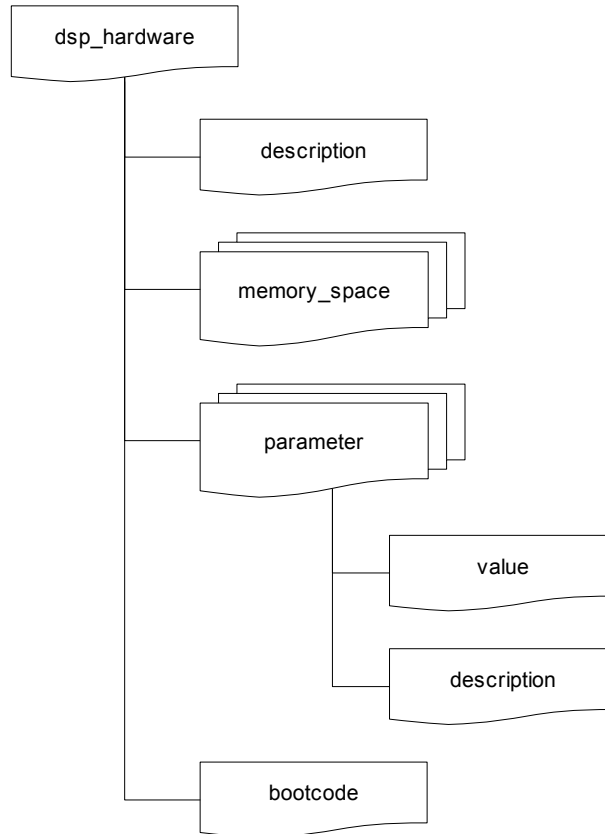 dsp_hardware
description
memory_space
parameter
value
description
bootcode